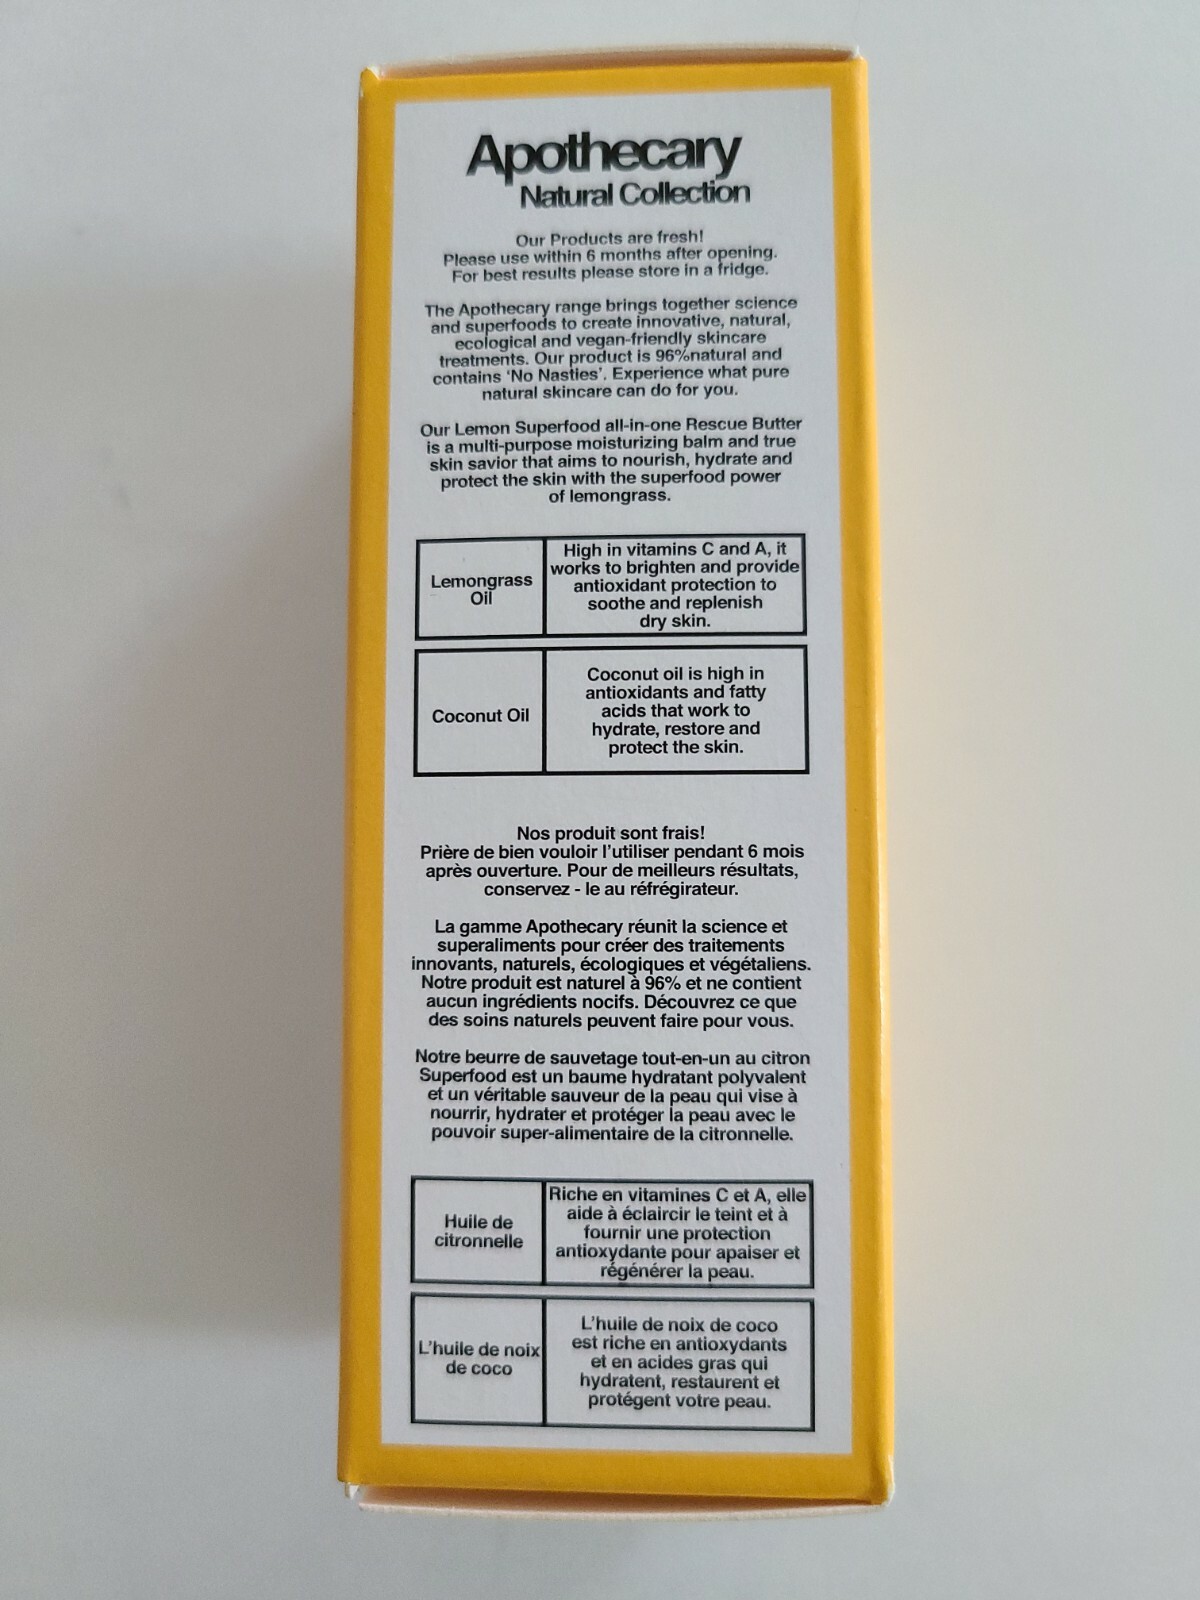 Apothecary
Natural Collection
Our Products are fresh!
Please use within 6 months after opening.
For best results please store in a fridge.
The Apothecary range brings together science
and superfoods to create innovative, natural,
ecological and vegan-friendly skincare
treatments. Our product is 96%natural and
contains 'No Nasties'. Experience what pure
natural skincare can do for you.
Our Lemon Superfood all-in-one Rescue Butter
is a multi-purpose moisturizing balm and true
skin savior that aims to nourish, hydrate and
protect the skin with the superfood power
of lemongrass.
Lemongrass
Oil
High in vitamins C and A, it
works to brighten and provide
antioxidant protection to
soothe and replenish
dry skin.
Coconut Oil
Coconut oil is high in
antioxidants and fatty
acids that work to
hydrate, restore and
protect the skin.
Nos produit sont frais!
Prière de bien vouloir l'utiliser pendant 6 mois
après ouverture. Pour de meilleurs résultats,
conservez - le au réfrégirateur.
La gamme Apothecary réunit la science et
superaliments pour créer des traitements
innovants, naturels, écologiques et végétaliens.
Notre produit est naturel à 96% et ne contient
aucun ingrédients nocifs. Découvrez ce que
des soins naturels peuvent faire pour vous.
Notre beurre de sauvetage tout-en-un au citron
Superfood est un baume hydratant polyvalent
et un véritable sauveur de la peau qui vise à
nourrir, hydrater et protéger la peau avec le
pouvoir super-alimentaire de la citronnelle.
Huile de
citronnelle
Riche en vitamines C et A, elle
aide à éclaircir le teint et à
fournir une protection
antioxydante pour apaiser et
régénérer la peau.
L'huile de noix
de coco
L'huile de noix de coco
est riche en antioxydants
et en acides gras qui
hydratent, restaurent et
protégent votre peau.